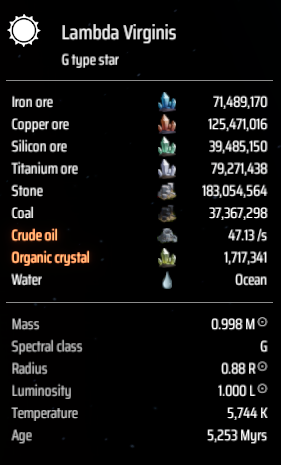 Lambda Virginis
G type star
Iron ore 71,489,170
Copper ore 125,471,016
Silicon ore 39,485,150
Titanium ore 79,271,438
Stone 183,054,564
Coal 37,367,298
Crude oil 47.13 /s
Organic crystal 1,717,341
Water Ocean
Mass 0.998 M☉
Spectral class G
Radius 0.88 R☉
Luminosity 1.000 L☉
Temperature 5,744 K
Age 5,253 Myrs